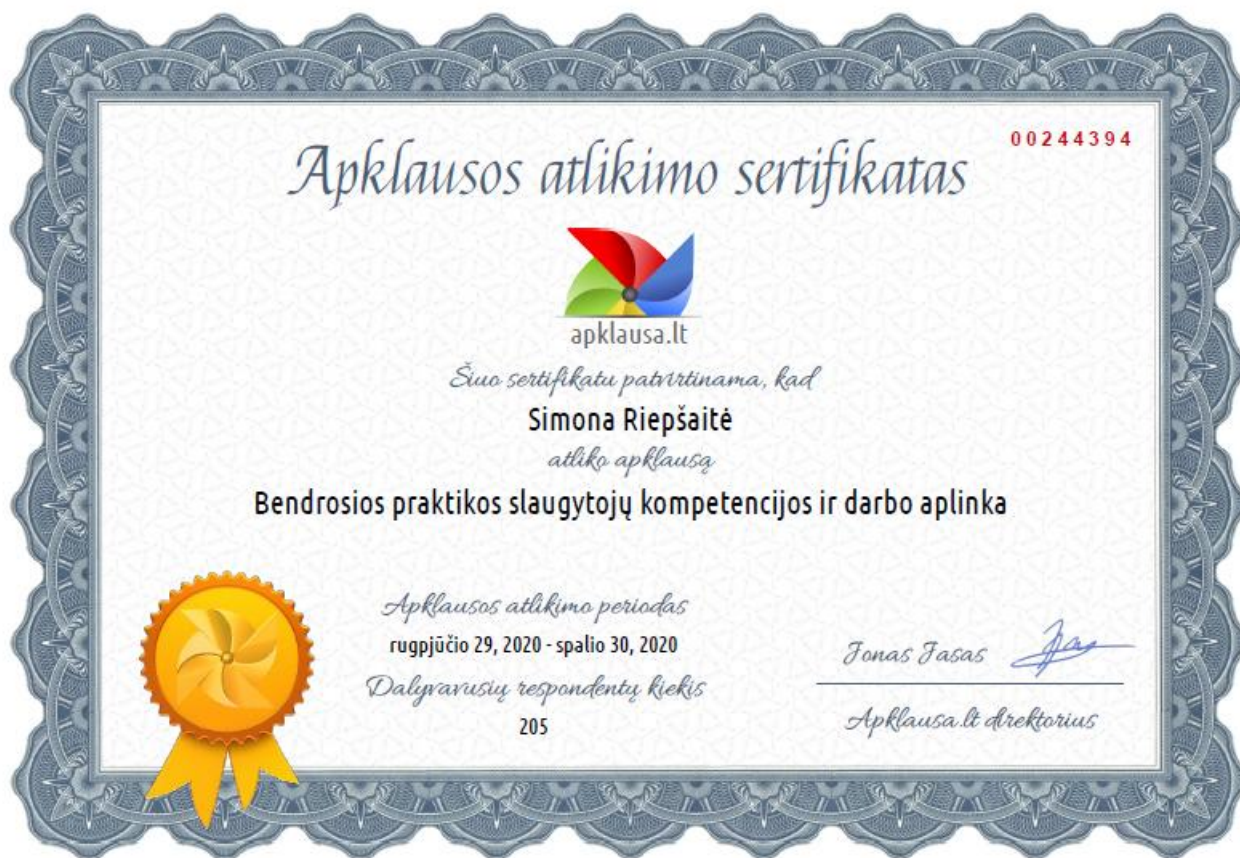 00244394
Apklausos atlikimo sertifikatas
apklausa.lt
Šiuo sertifikatu patvirtinama, kad
Simona Riepšaitė
atliko apklausą
Bendrosios praktikos slaugytojų kompetencijos ir darbo aplinka
Apklausos atlikimo periodas
rugpjūčio 29, 2020 - spalio 30, 2020
Dalyvavusių respondentų kiekis
205
Jonas Jasas
Apklausa.lt direktorius